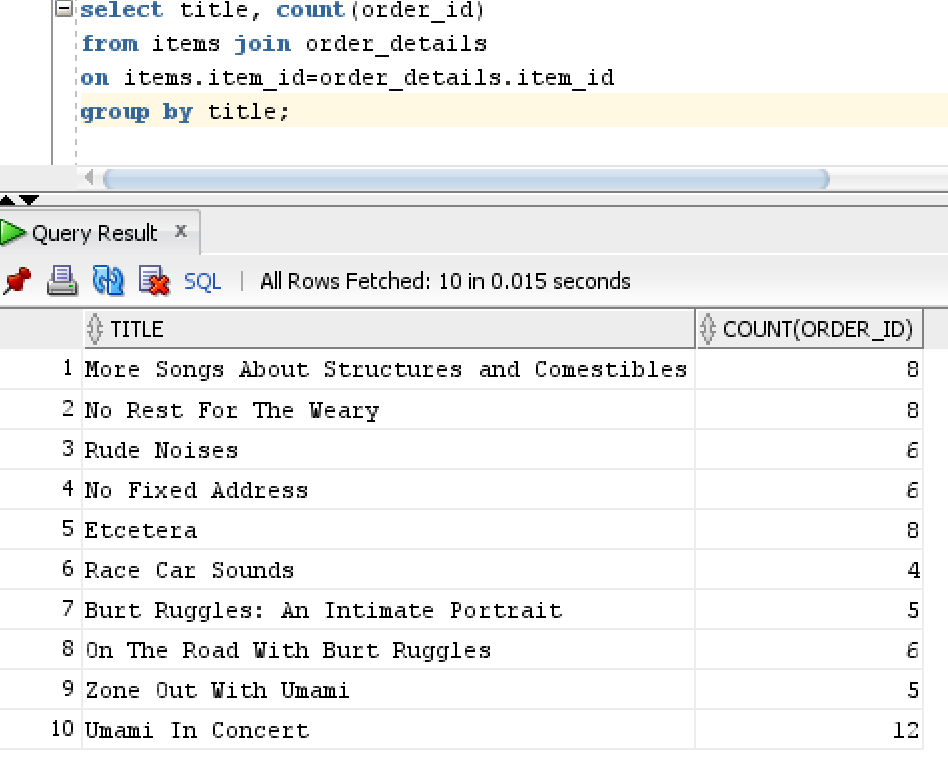 select title, count(order_id)
from items join order_details
on items.item_id=order_details.item_id
group by title;
Query Result x
SQL | All Rows Fetched: 10 in 0.015 seconds
TITLE COUNT(ORDER_ID)
1 More Songs About Structures and Comestibles 8
2 No Rest For The Weary 8
3 Rude Noises 6
4 No Fixed Address 6
5 Etcetera 8
6 Race Car Sounds 4
7 Burt Ruggles: An Intimate Portrait 5
8 On The Road With Burt Ruggles 6
9 Zone Out With Umami 5
10 Umami In Concert 12